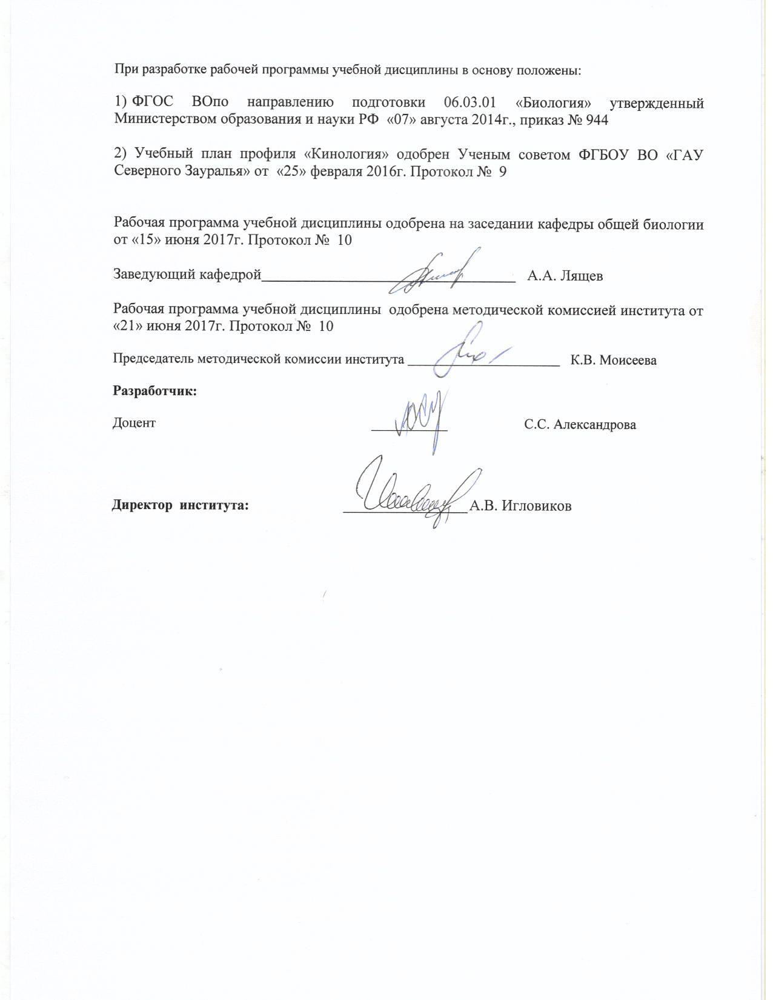 При разработке рабочей программы учебной дисциплины в основу положены:
1) ФГОС ВОпо направлению подготовки 06.03.01 «Биология» утвержденный
Министерством образования и науки РФ «07» августа 2014г., приказ № 944
2) Учебный план профиля «Кинология» одобрен Ученым советом ФГБОУ ВО «ГАУ
Северного Зауралья» от «25» февраля 2016г. Протокол № 9
Рабочая программа учебной дисциплины одобрена на заседании кафедры общей биологии
от «15» июня 2017г. Протокол № 10
Заведующий кафедрой А.А. Лящев
Рабочая программа учебной дисциплины одобрена методической комиссией института от
«21» июня 2017г. Протокол № 10
Председатель методической комиссии института К.В. Моисеева
Разработчик:
Доцент С.С. Александрова
Директор института: А.В. Игловиков